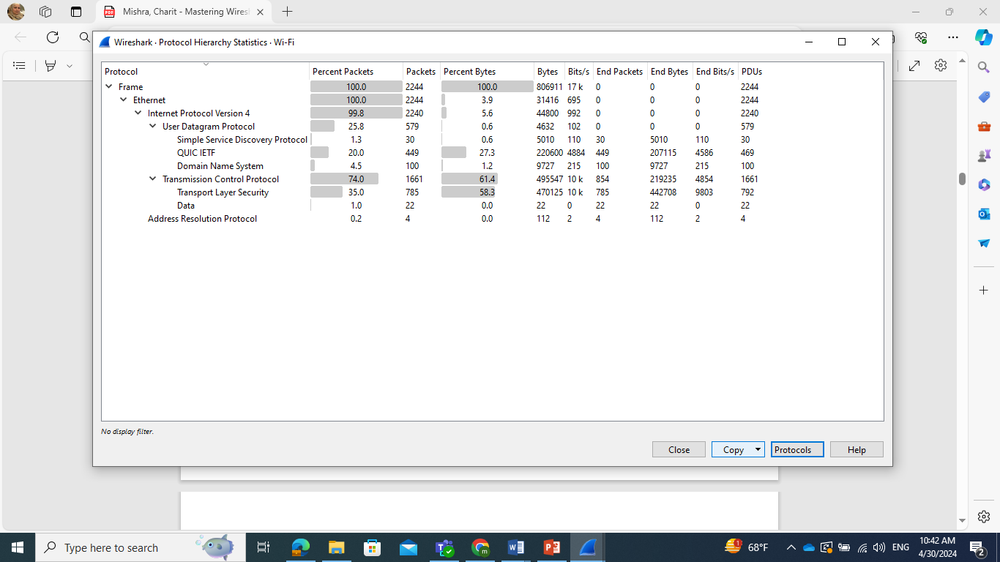 Mishra, Charit - Mastering Wires
Wireshark · Protocol Hierarchy Statistics · Wi-Fi
Protocol Percent Packets Packets Percent Bytes Bytes Bits/s End Packets End Bytes End Bits/s PDUs
Frame 100.0 2244 100.0 806911 17 k 0 0 0 2244
Ethernet 100.0 2244 3.9 31416 695 0 0 0 2244
Internet Protocol Version 4 99.8 2240 5.6 44800 992 0 0 0 2240
User Datagram Protocol 25.8 579 0.6 4632 102 0 0 0 579
Simple Service Discovery Protocol 1.3 30 0.6 5010 110 30 5010 110 30
QUIC IETF 20.0 449 27.3 220600 4884 449 207115 4586 469
Domain Name System 4.5 100 1.2 9727 215 100 9727 215 100
Transmission Control Protocol 74.0 1661 61.4 495547 10 k 854 219235 4854 1661
Transport Layer Security 35.0 785 58.3 470125 10 k 785 442708 9803 792
Data 1.0 22 0.0 22 0 22 22 0 22
Address Resolution Protocol 0.2 4 0.0 112 2 4 112 2 4
No display filter.
Close Copy Protocols Help
Type here to search 68°F ENG 10:42 AM
4/30/2024 2